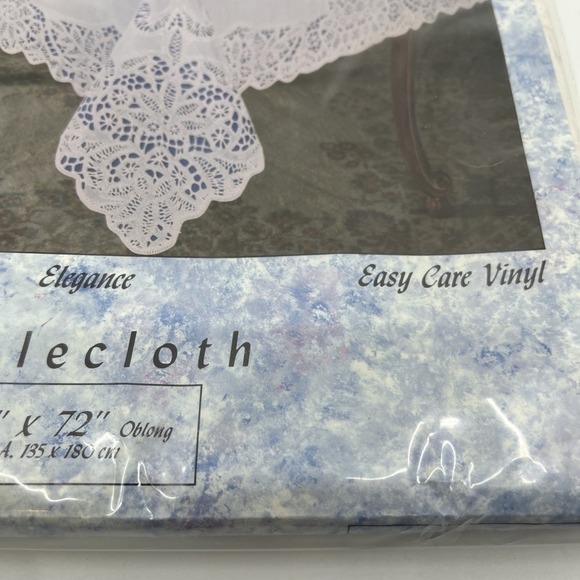 Elegance Easy Care Vinyl
lecloth
" x 72" Oblong
A. 135 x 180 cm